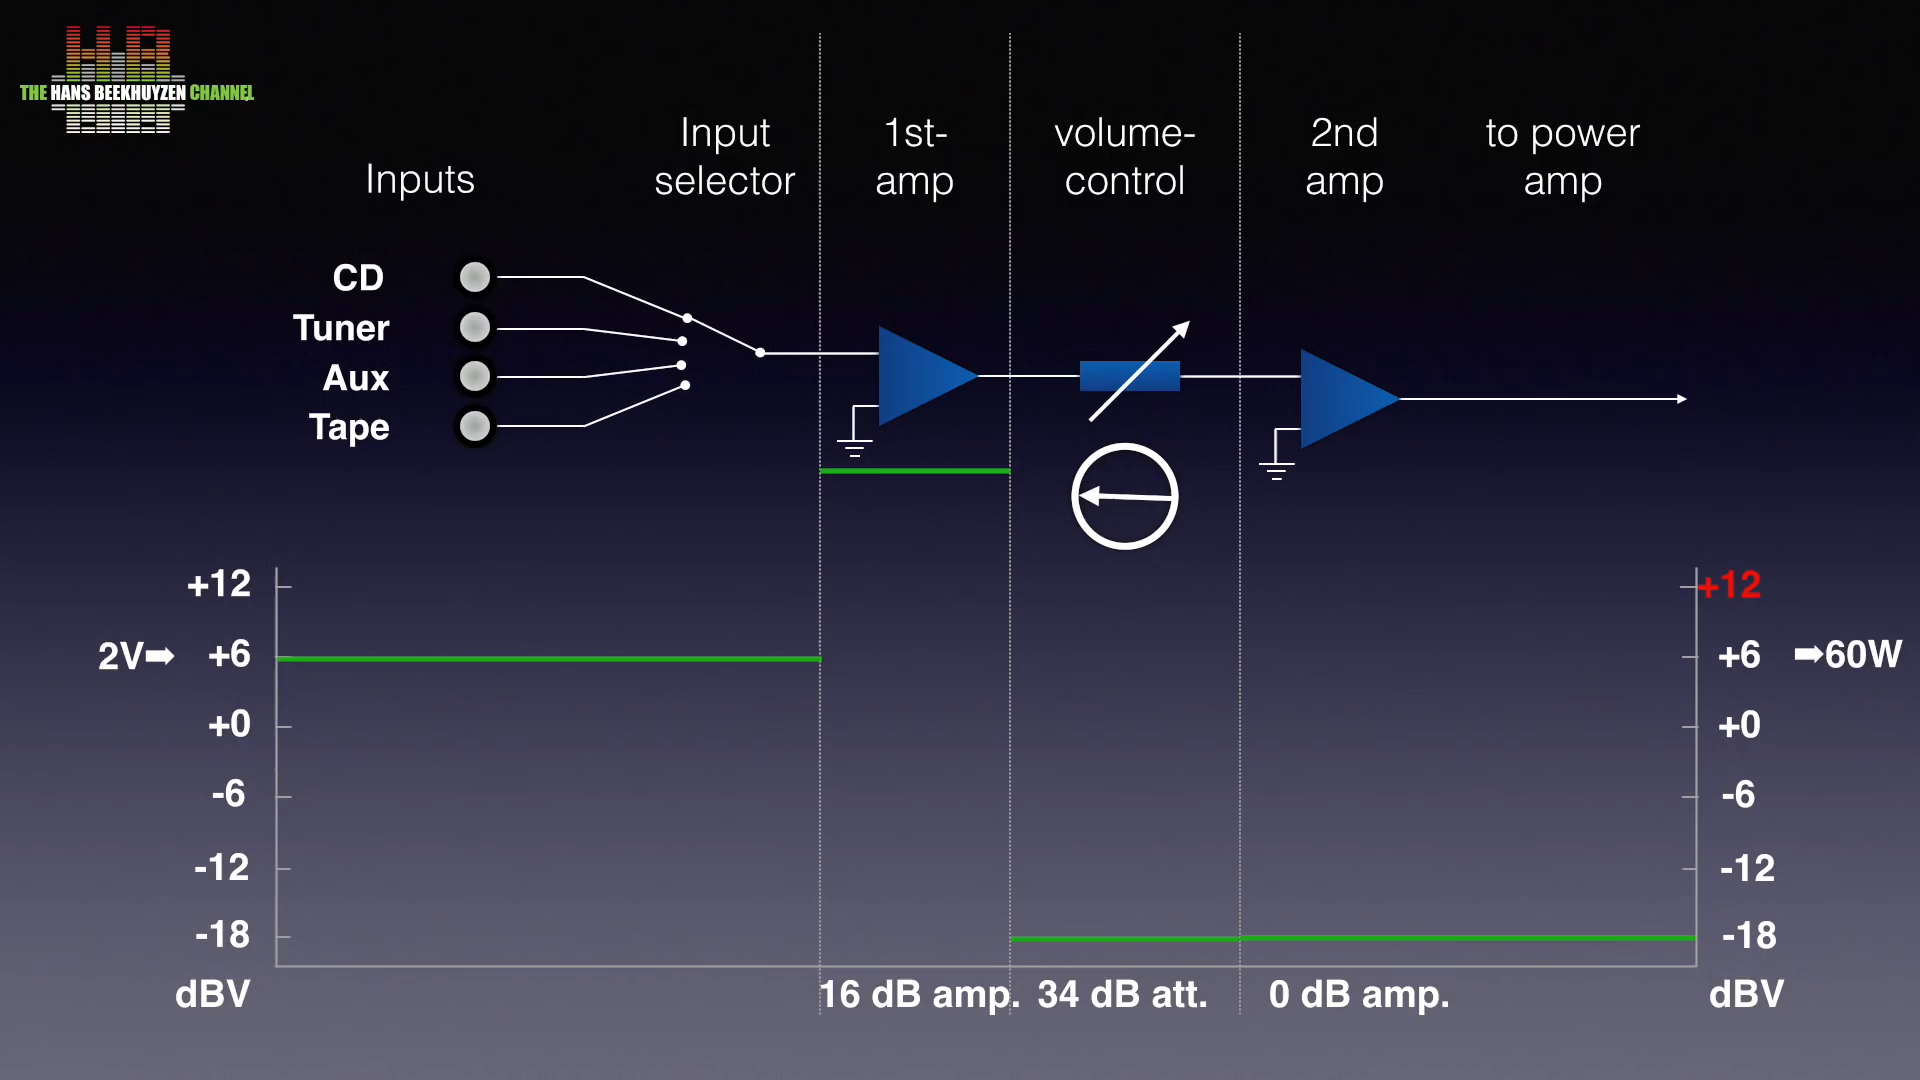 THE HANS BEEKHUYZEN CHANNEL
Inputs
Input
selector
1st-
amp
volume-
control
2nd
amp
to power
amp
CD
Tuner
Aux
Tape
+12
2V➡ +6
+0
-6
-12
-18
dBV
+12
+6 ➡60W
+0
-6
-12
-18
dBV
16 dB amp.
34 dB att.
0 dB amp.